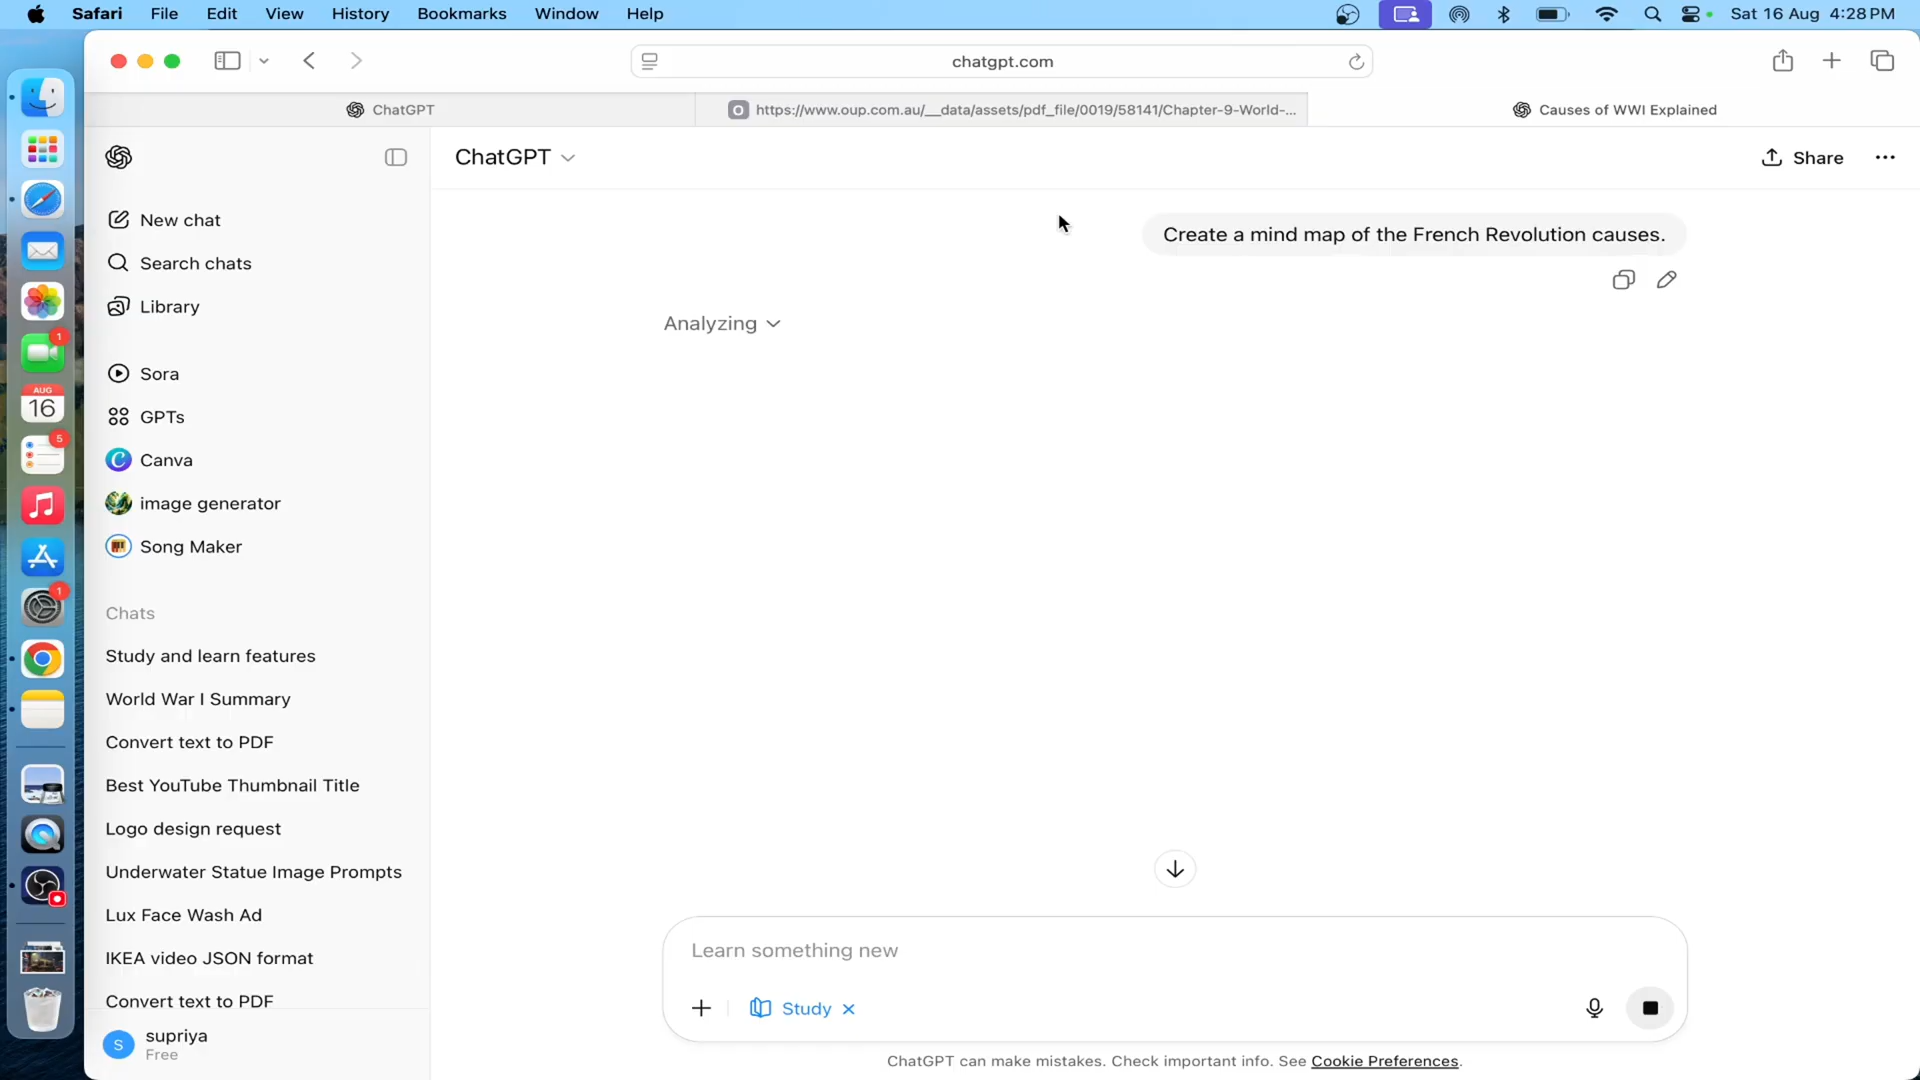 Safari File Edit View History Bookmarks Window Help Sat 16 Aug 4:28 PM
chatgpt.com
ChatGPT
https://www.oup.com.au/__data/assets/pdf_file/0019/58141/Chapter-9-World-...
Causes of WWI Explained
ChatGPT
Share
New chat
Search chats
Library
Sora
GPTs
Canva
image generator
Song Maker
Chats
Study and learn features
World War I Summary
Convert text to PDF
Best YouTube Thumbnail Title
Logo design request
Underwater Statue Image Prompts
Lux Face Wash Ad
IKEA video JSON format
Convert text to PDF
S
supriya
Free
Create a mind map of the French Revolution causes.
Analyzing
Learn something new
Study
ChatGPT can make mistakes. Check important info. See Cookie Preferences.
1
AUG
16
5
1